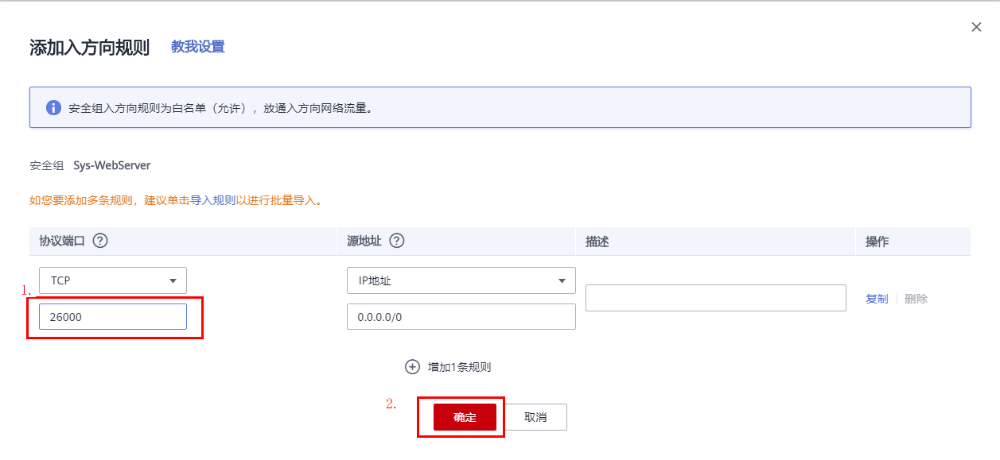 添加入方向规则 教我设置
安全组入方向规则为白名单（允许），放通入方向网络流量。
安全组 Sys-WebServer
如您要添加多条规则，建议单击导入规则以进行批量导入。
协议端口 源地址 描述 操作
TCP IP地址
1.
复制 删除
26000 0.0.0.0/0
增加1条规则
2.
确定 取消